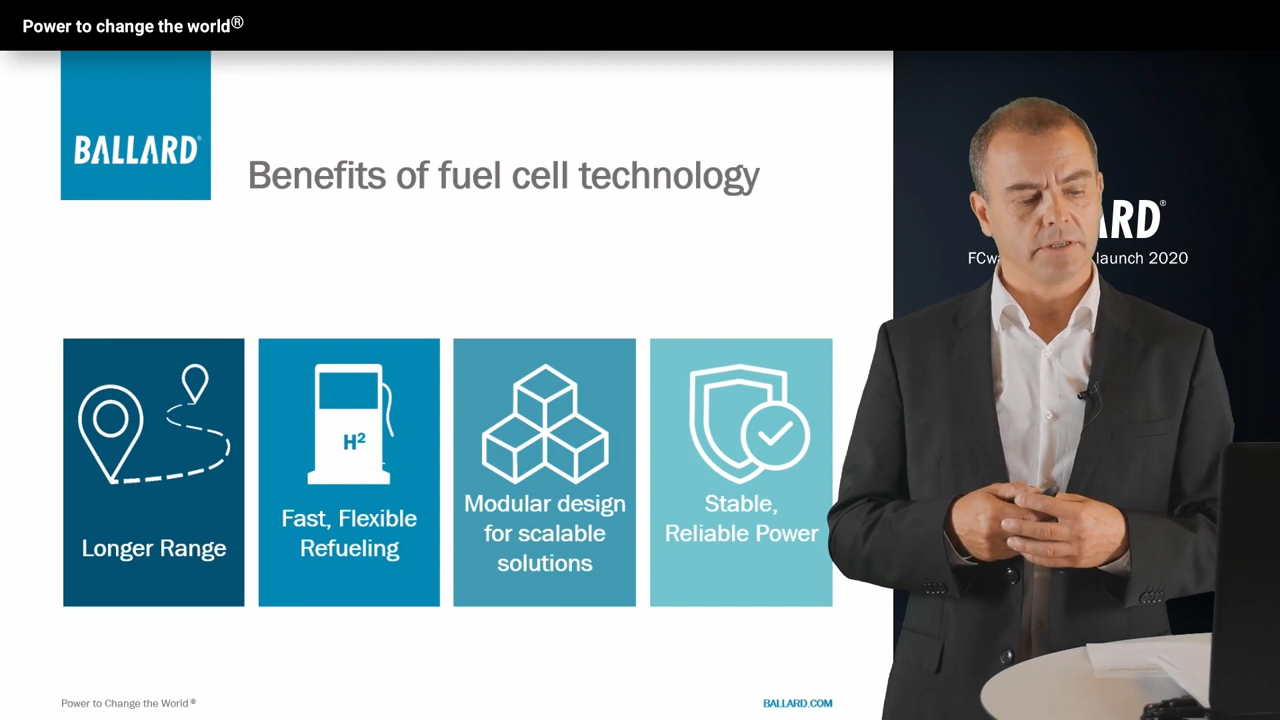 Power to change the world®
BALLARD®
Benefits of fuel cell technology
ARD®
launch 2020
H²
Longer Range
Fast, Flexible
Refueling
Modular design
for scalable
solutions
Stable,
Reliable Power
Power to Change the World ®
BALLARD.COM